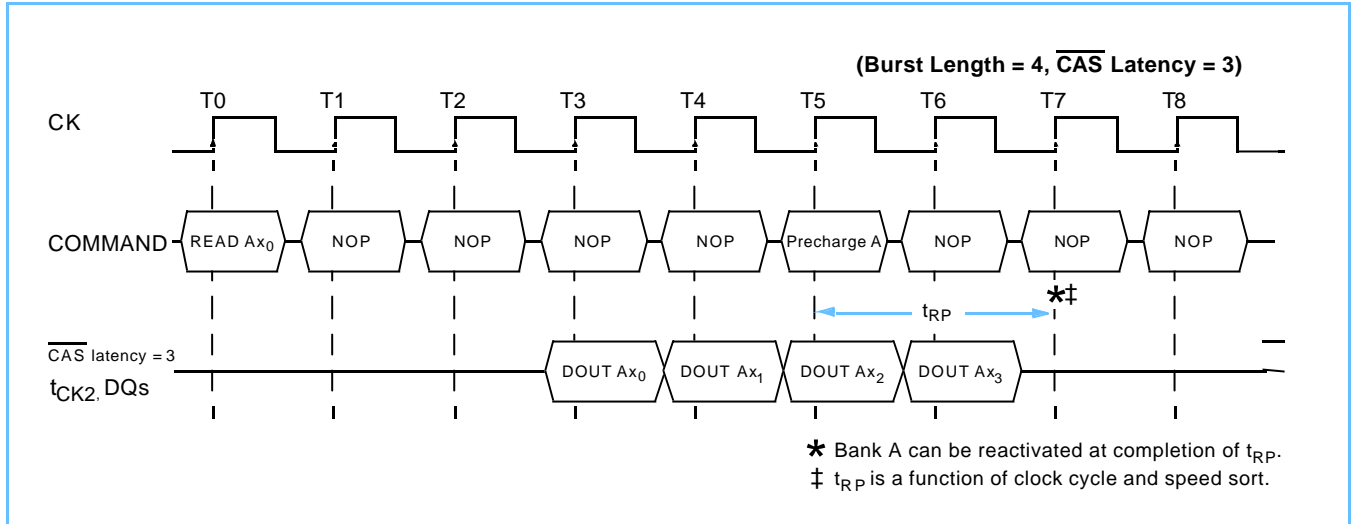 (Burst Length = 4, CAS Latency = 3)
T0 T1 T2 T3 T4 T5 T6 T7 T8
CK
COMMAND READ Ax0 NOP NOP NOP NOP Precharge A NOP NOP NOP
*‡
tRP
CAS latency = 3
tCK2, DQs
DOUT Ax0 DOUT Ax1 DOUT Ax2 DOUT Ax3
* Bank A can be reactivated at completion of tRP.
‡ tRP is a function of clock cycle and speed sort.